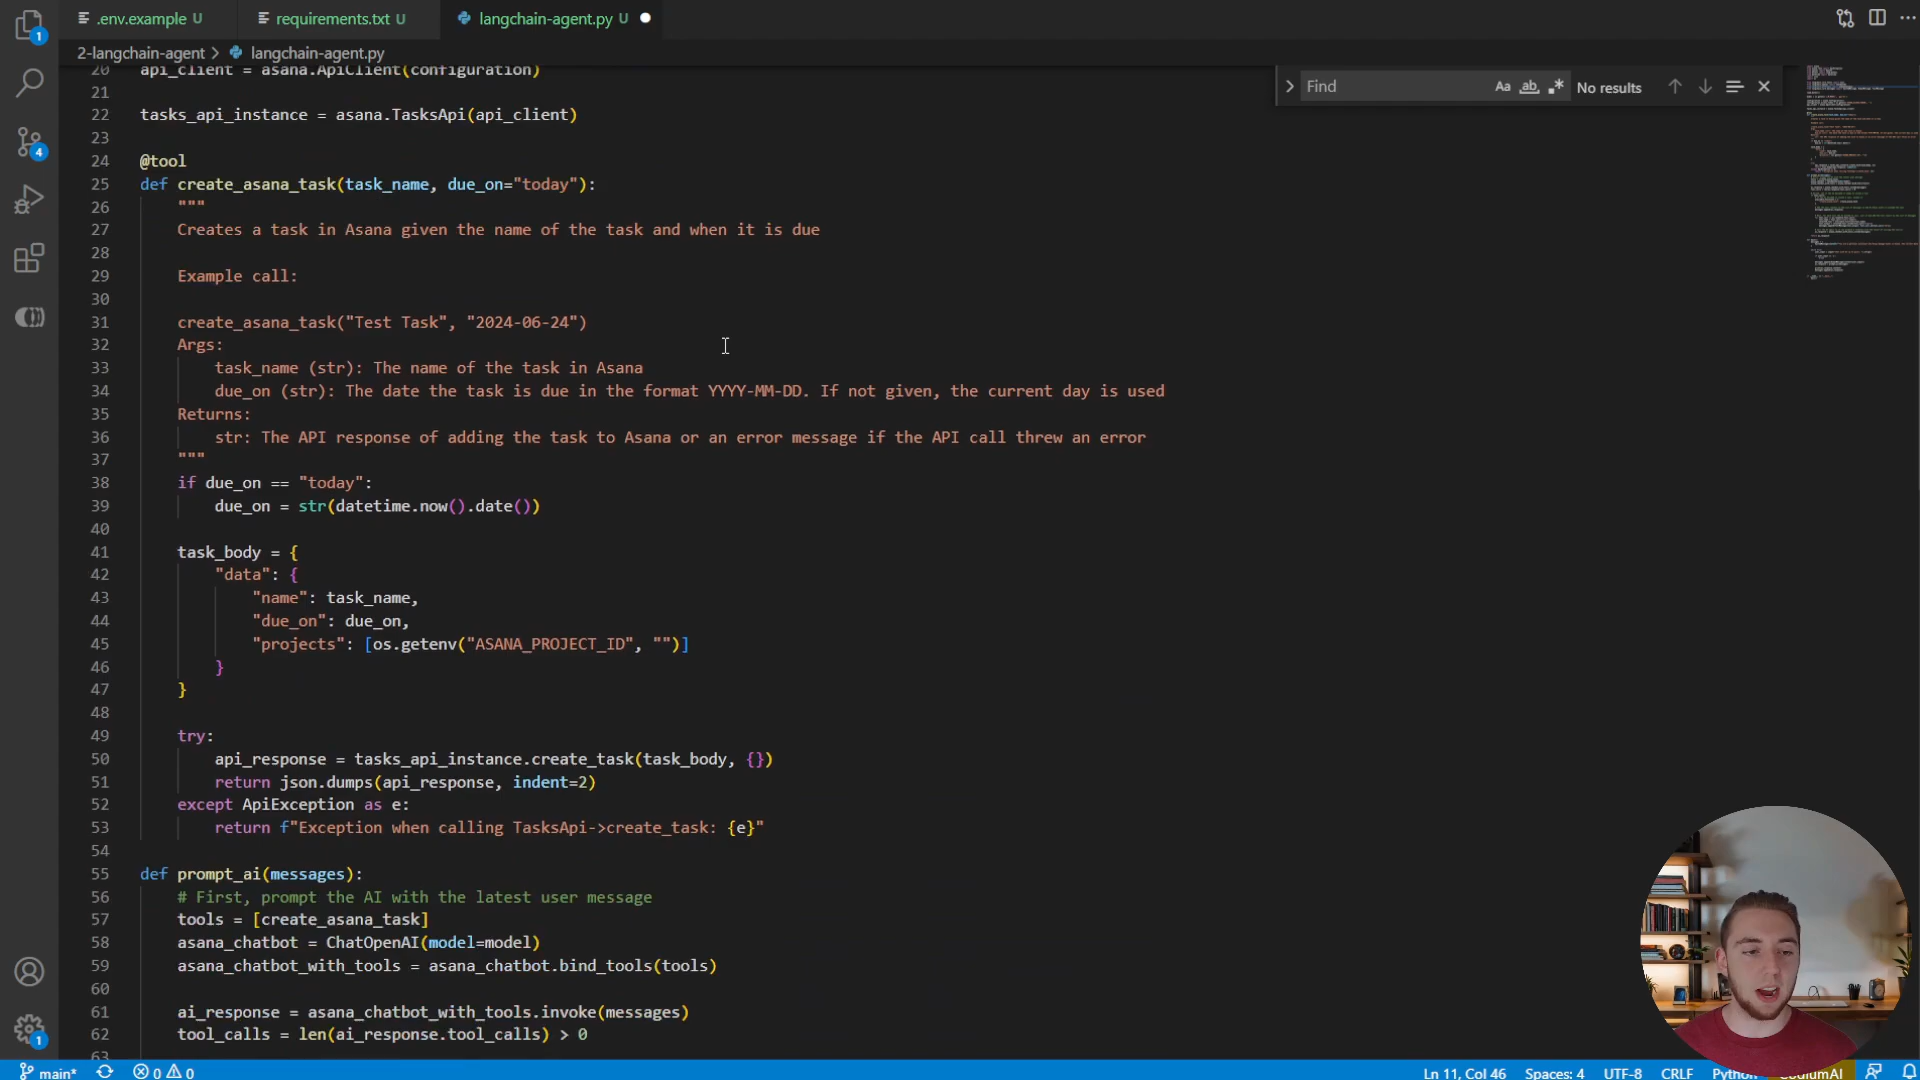 .env.example U
requirements.txt U
langchain-agent.py U
2-langchain-agent > langchain-agent.py
Find
Aa
ab
No results
20 api_client = asana.ApiClient(configuration)
21
22 tasks_api_instance = asana.TasksApi(api_client)
23
24 @tool
25 def create_asana_task(task_name, due_on="today"):
26 """
27 Creates a task in Asana given the name of the task and when it is due
28
29 Example call:
30
31 create_asana_task("Test Task", "2024-06-24")
32 Args:
33 task_name (str): The name of the task in Asana
34 due_on (str): The date the task is due in the format YYYY-MM-DD. If not given, the current day is used
35 Returns:
36 str: The API response of adding the task to Asana or an error message if the API call threw an error
37 """
38 if due_on == "today":
39 due_on = str(datetime.now().date())
40
41 task_body = {
42 "data": {
43 "name": task_name,
44 "due_on": due_on,
45 "projects": [os.getenv("ASANA_PROJECT_ID", "")]
46 }
47 }
48
49 try:
50 api_response = tasks_api_instance.create_task(task_body, {})
51 return json.dumps(api_response, indent=2)
52 except ApiException as e:
53 return f"Exception when calling TasksApi->create_task: {e}"
54
55 def prompt_ai(messages):
56 # First, prompt the AI with the latest user message
57 tools = [create_asana_task]
58 asana_chatbot = ChatOpenAI(model=model)
59 asana_chatbot_with_tools = asana_chatbot.bind_tools(tools)
60
61 ai_response = asana_chatbot_with_tools.invoke(messages)
62 tool_calls = len(ai_response.tool_calls) > 0
63
1
4
1
main* 0 0
Ln 11, Col 46 Spaces: 4 UTF-8 CRLF Python CodiumAI